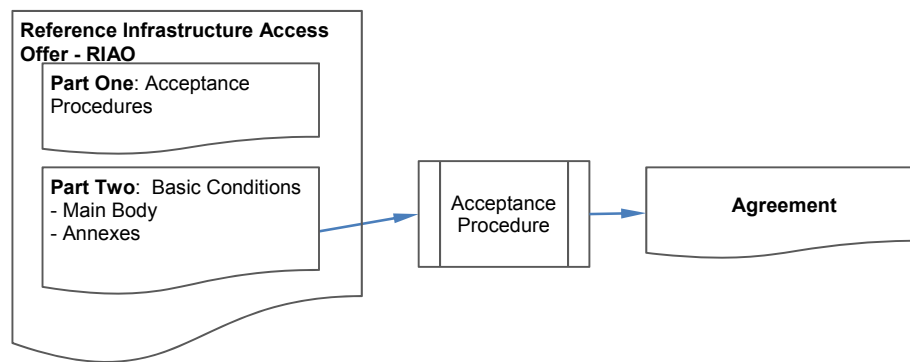 Reference Infrastructure Access
Offer - RIAO
Part One: Acceptance
Procedures
Part Two:  Basic Conditions
- Main Body
- Annexes
Acceptance
Procedure
Agreement